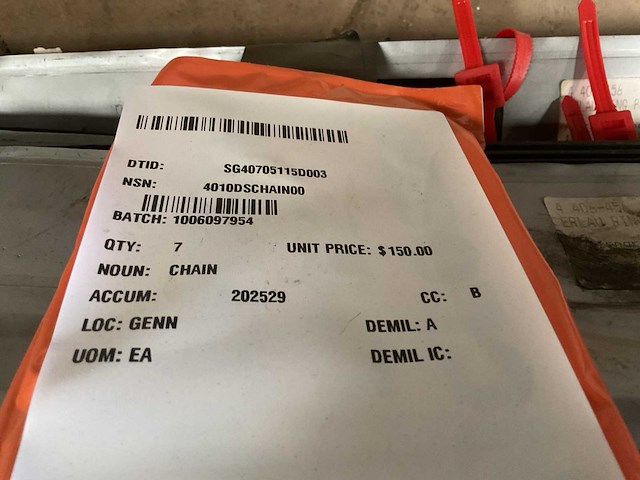 DTID: SG40705115D003
NSN: 4010DSCHAIN00
BATCH: 1006097954
QTY: 7 UNIT PRICE: $150.00
NOUN: CHAIN
ACCUM: 202529 CC: B
LOC: GENN DEMIL: A
UOM: EA DEMIL IC: